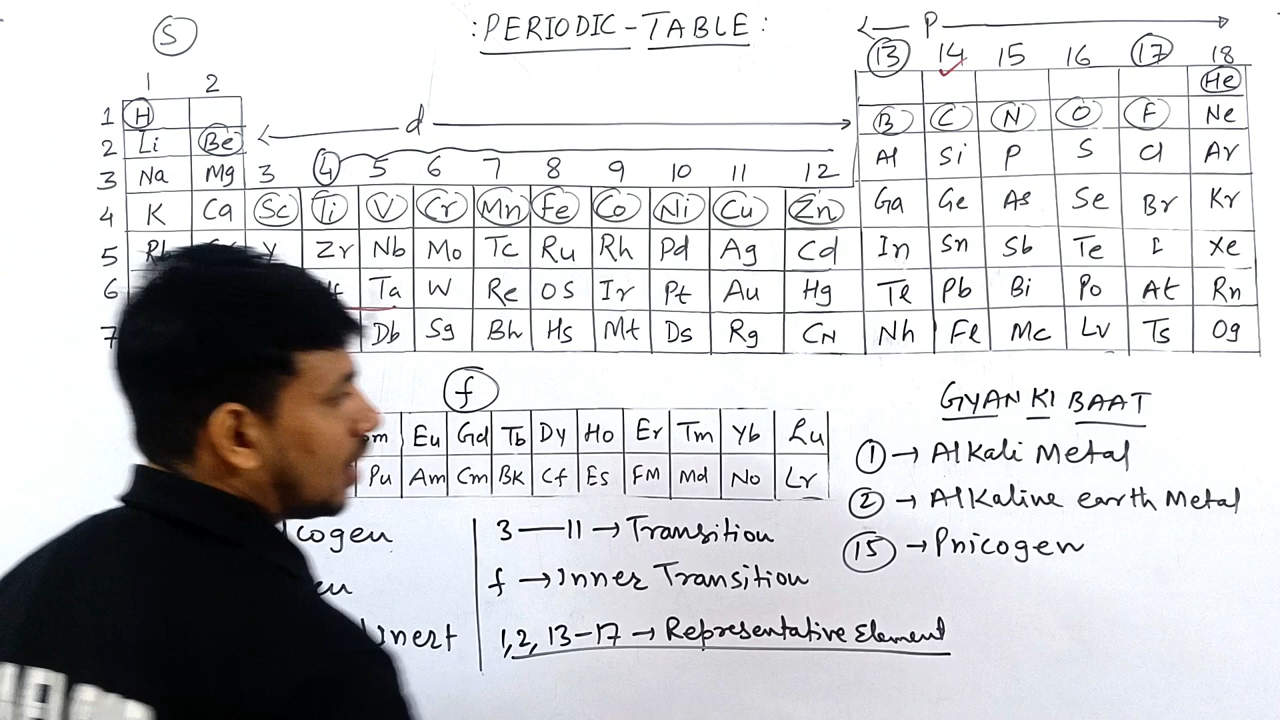 S
: PERIODIC - TABLE :
P
13 14 15 16 17 18
1 2
He
1 H
d
B C N O F Ne
2 Li Be
Al Si P S Cl Ar
3 Na Mg 3 4 5 6 7 8 9 10 11 12
4 K Ca Sc Ti V Cr Mn Fe Co Ni Cu Zn Ga Ge As Se Br Kr
5 Rb Y Zr Nb Mo Tc Ru Rh Pd Ag Cd In Sn Sb Te I Xe
6 Ta W Re OS Ir Pt Au Hg Tl Pb Bi Po At Rn
7 Db Sg Bh Hs Mt Ds Rg CN Nh Fl Mc Lv Ts Og
f
Eu Gd Tb Dy Ho Er Tm Yb Lu
Pu Am Cm Bk Cf Es FM Md No Lr
GYAN KI BAAT
1 → Alkali Metal
2 → Alkaline earth Metal
15 → Pnicogen
3 — 11 → Transition
f → Inner Transition
1, 2, 13-17 → Representative Element